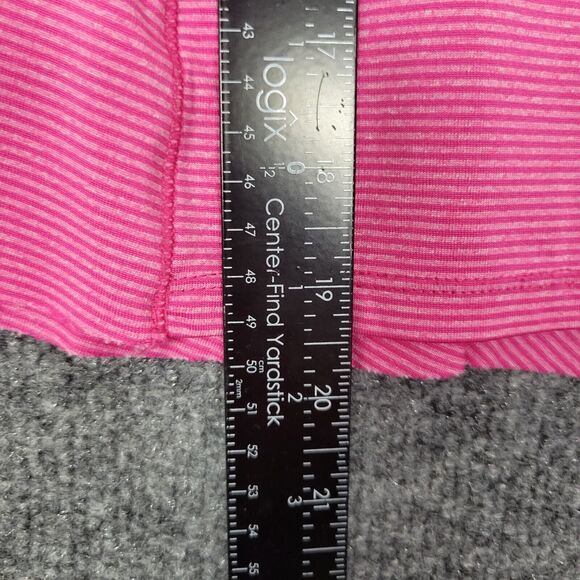 43 44 45 46 47 48 49 cm 50 2mm 51 52 53 54 55
logix Center-Find Yardstick
1/2 0 1 2 3
17 18 19 20 21